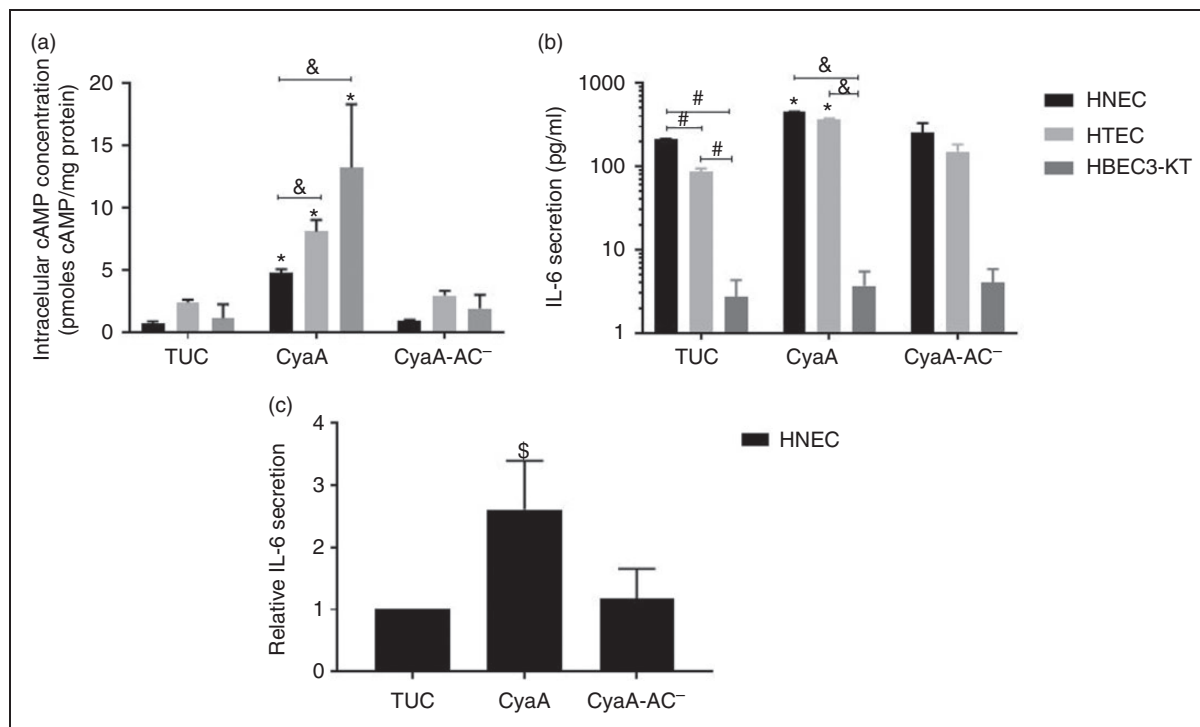 (a)
Intracellular cAMP concentration
(pmoles cAMP/mg protein)
20
15
10
5
0
&
&
*
*
*
TUC
CyaA
CyaA-AC⁻
(b)
IL-6 secretion (pg/ml)
1000
100
10
1
#
#
#
&
&
*
*
TUC
CyaA
CyaA-AC⁻
HNEC
HTEC
HBEC3-KT
(c)
Relative IL-6 secretion
4
3
2
1
0
$
TUC
CyaA
CyaA-AC⁻
HNEC